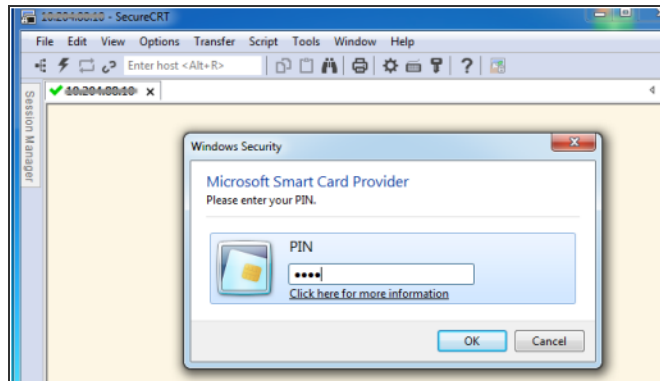 - SecureCRT
File Edit View Options Transfer Script Tools Window Help
Enter host <Alt+R>
Session Manager
Windows Security
Microsoft Smart Card Provider
Please enter your PIN.
PIN
••••
Click here for more information
OK Cancel